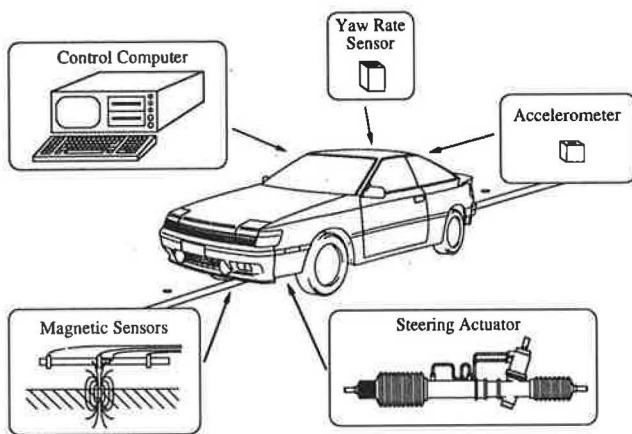 Yaw Rate
Sensor
Control Computer
Accelerometer
Magnetic Sensors
Steering Actuator